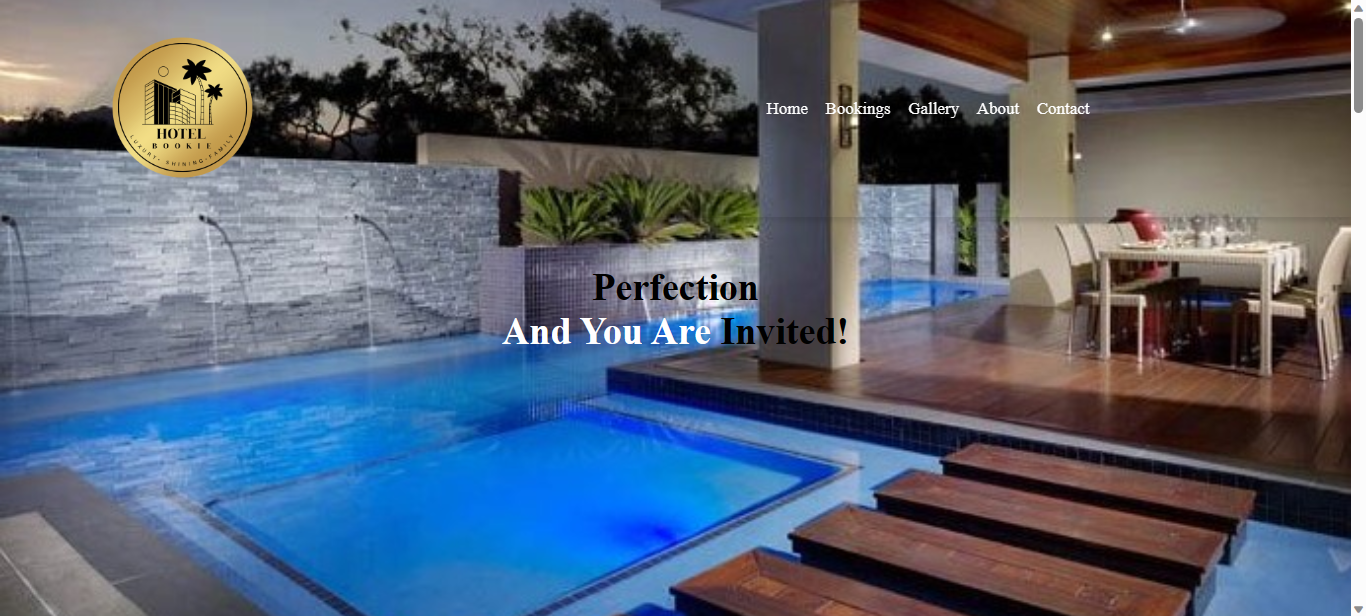 HOTEL
BOOKIE
LUXURY· SHINING·FAMILY
Home Bookings Gallery About Contact
Perfection
And You Are Invited!